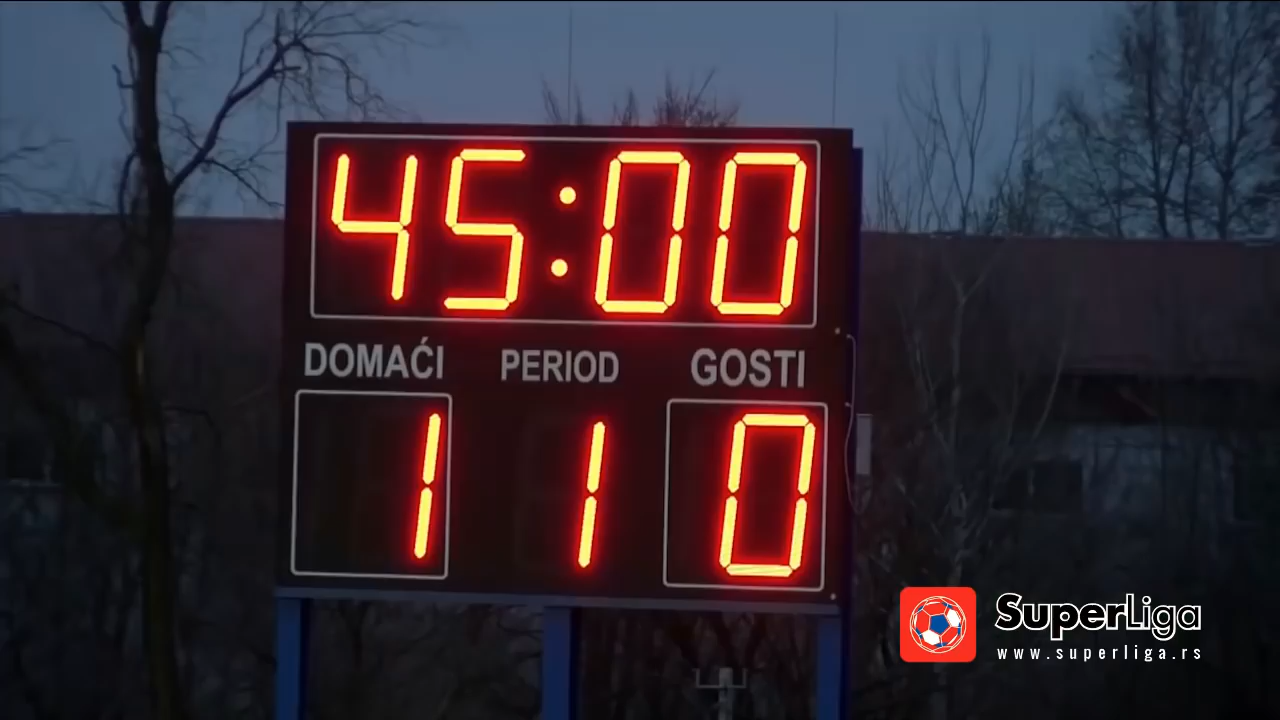 45:00
DOMAĆI PERIOD GOSTI
1 1 0
SuperLiga
www.superliga.rs